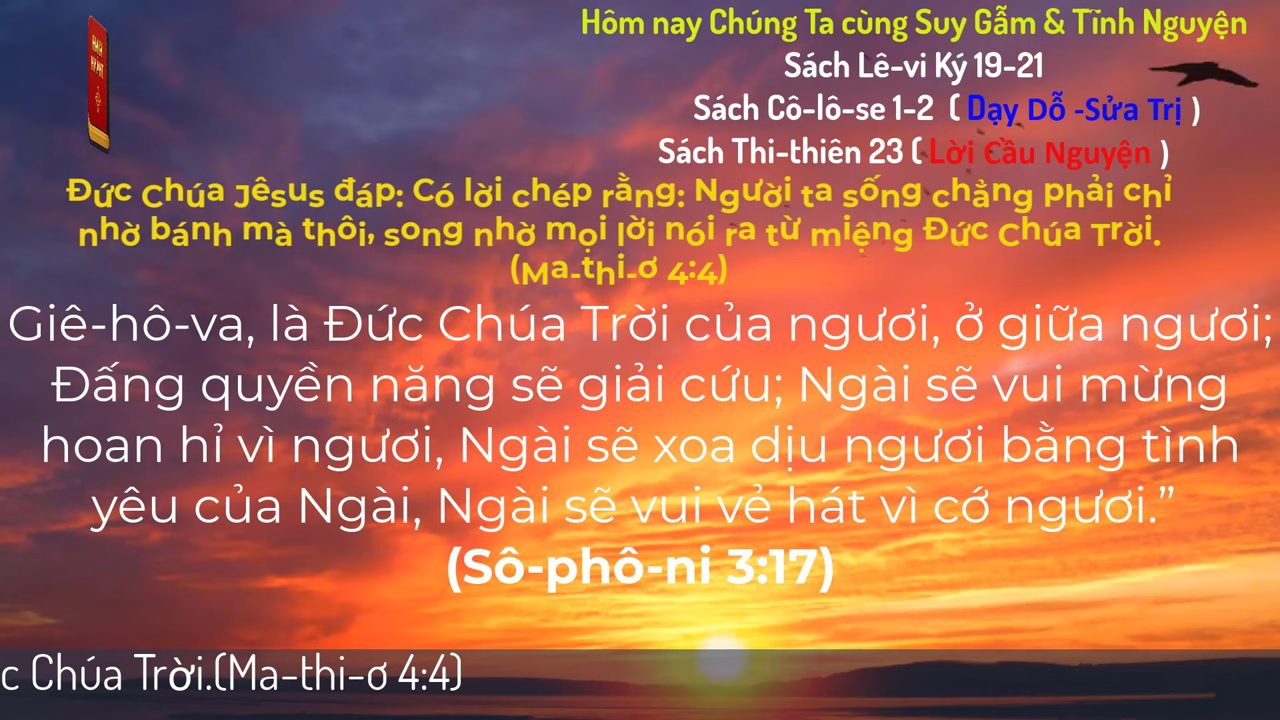 Hôm nay Chúng Ta cùng Suy Gẫm & Tĩnh Nguyện
Sách Lê-vi Ký 19-21
Sách Cô-lô-se 1-2 ( Dạy Dỗ -Sửa Trị )
Sách Thi-thiên 23 ( Lời Cầu Nguyện )
Đức Chúa Jêsus đáp: Có lời chép rằng: Người ta sống chẳng phải chỉ
nhờ bánh mà thôi, song nhờ mọi lời nói ra từ miệng Đức Chúa Trời.
(Ma-thi-ơ 4:4)
Giê-hô-va, là Đức Chúa Trời của ngươi, ở giữa ngươi;
Đấng quyền năng sẽ giải cứu; Ngài sẽ vui mừng
hoan hỉ vì ngươi, Ngài sẽ xoa dịu ngươi bằng tình
yêu của Ngài, Ngài sẽ vui vẻ hát vì cớ ngươi.”
(Sô-phô-ni 3:17)
c Chúa Trời.(Ma-thi-ơ 4:4)